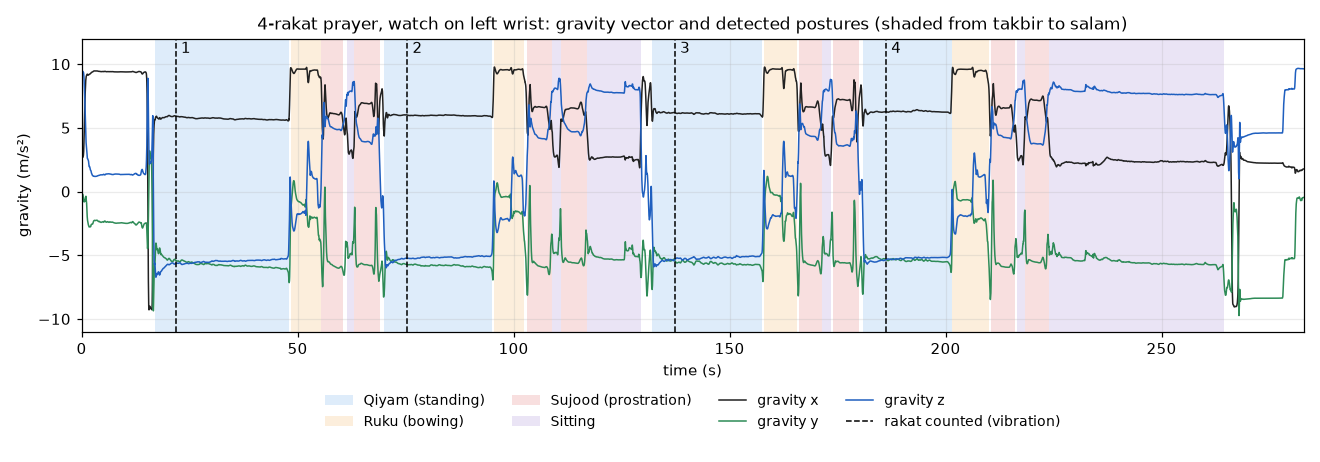 4-rakat prayer, watch on left wrist: gravity vector and detected postures (shaded from takbir to salam)
1
2
3
4
gravity (m/s²)
10
5
0
−5
−10
0
50
100
150
200
250
time (s)
Qiyam (standing)
Sujood (prostration)
gravity x
gravity z
Ruku (bowing)
Sitting
gravity y
rakat counted (vibration)